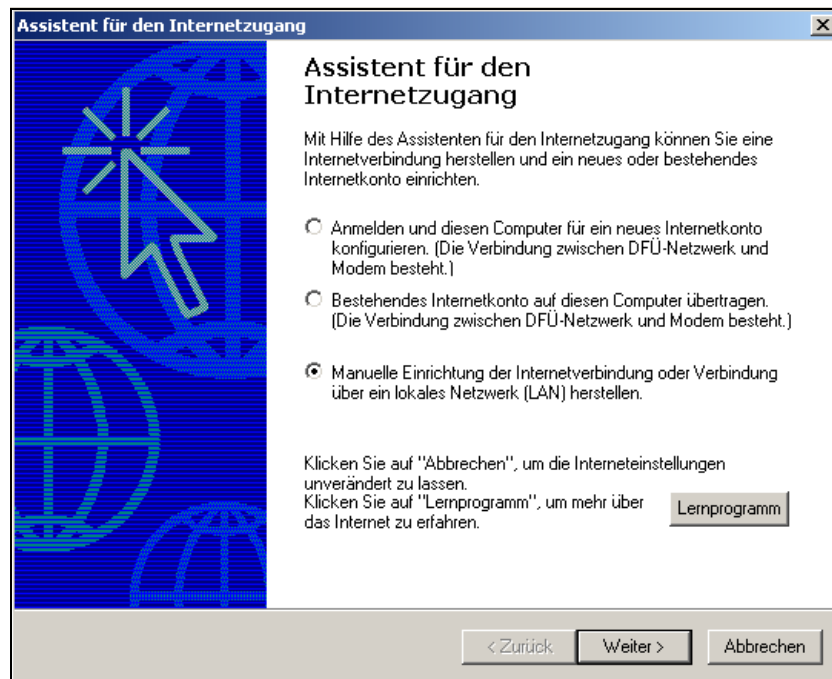 Assistent für den Internetzugang
Assistent für den
Internetzugang
Mit Hilfe des Assistenten für den Internetzugang können Sie eine
Internetverbindung herstellen und ein neues oder bestehendes
Internetkonto einrichten.
Anmelden und diesen Computer für ein neues Internetkonto
konfigurieren. (Die Verbindung zwischen DFÜ-Netzwerk und
Modem besteht.)
Bestehendes Internetkonto auf diesen Computer übertragen.
(Die Verbindung zwischen DFÜ-Netzwerk und Modem besteht.)
Manuelle Einrichtung der Internetverbindung oder Verbindung
über ein lokales Netzwerk (LAN) herstellen.
Klicken Sie auf "Abbrechen", um die Interneteinstellungen
unverändert zu lassen.
Klicken Sie auf "Lernprogramm", um mehr über
das Internet zu erfahren.
Lernprogramm
< Zurück
Weiter >
Abbrechen